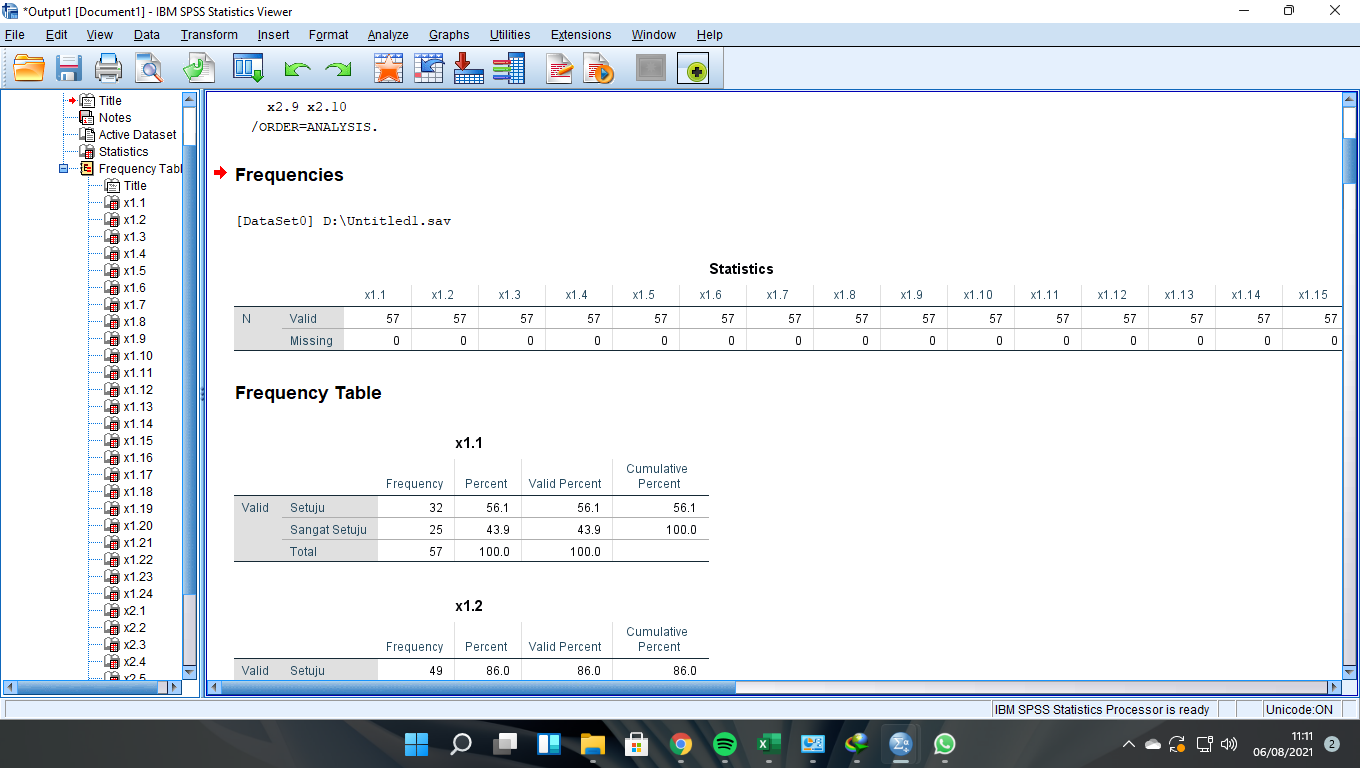 *Output1 [Document1] - IBM SPSS Statistics Viewer
File Edit View Data Transform Insert Format Analyze Graphs Utilities Extensions Window Help
Title
Notes
Active Dataset
Statistics
Frequency Tabl
Title
x1.1
x1.2
x1.3
x1.4
x1.5
x1.6
x1.7
x1.8
x1.9
x1.10
x1.11
x1.12
x1.13
x1.14
x1.15
x1.16
x1.17
x1.18
x1.19
x1.20
x1.21
x1.22
x1.23
x1.24
x2.1
x2.2
x2.3
x2.4
x2.5
x2.9 x2.10
/ORDER=ANALYSIS.
Frequencies
[DataSet0] D:\Untitled1.sav
Statistics
x1.1 x1.2 x1.3 x1.4 x1.5 x1.6 x1.7 x1.8 x1.9 x1.10 x1.11 x1.12 x1.13 x1.14 x1.15
N Valid 57 57 57 57 57 57 57 57 57 57 57 57 57 57 57
Missing 0 0 0 0 0 0 0 0 0 0 0 0 0 0 0
Frequency Table
x1.1
Frequency Percent Valid Percent Cumulative Percent
Valid Setuju 32 56.1 56.1 56.1
Sangat Setuju 25 43.9 43.9 100.0
Total 57 100.0 100.0
x1.2
Frequency Percent Valid Percent Cumulative Percent
Valid Setuju 49 86.0 86.0 86.0
IBM SPSS Statistics Processor is ready
Unicode:ON
11:11
06/08/2021
2